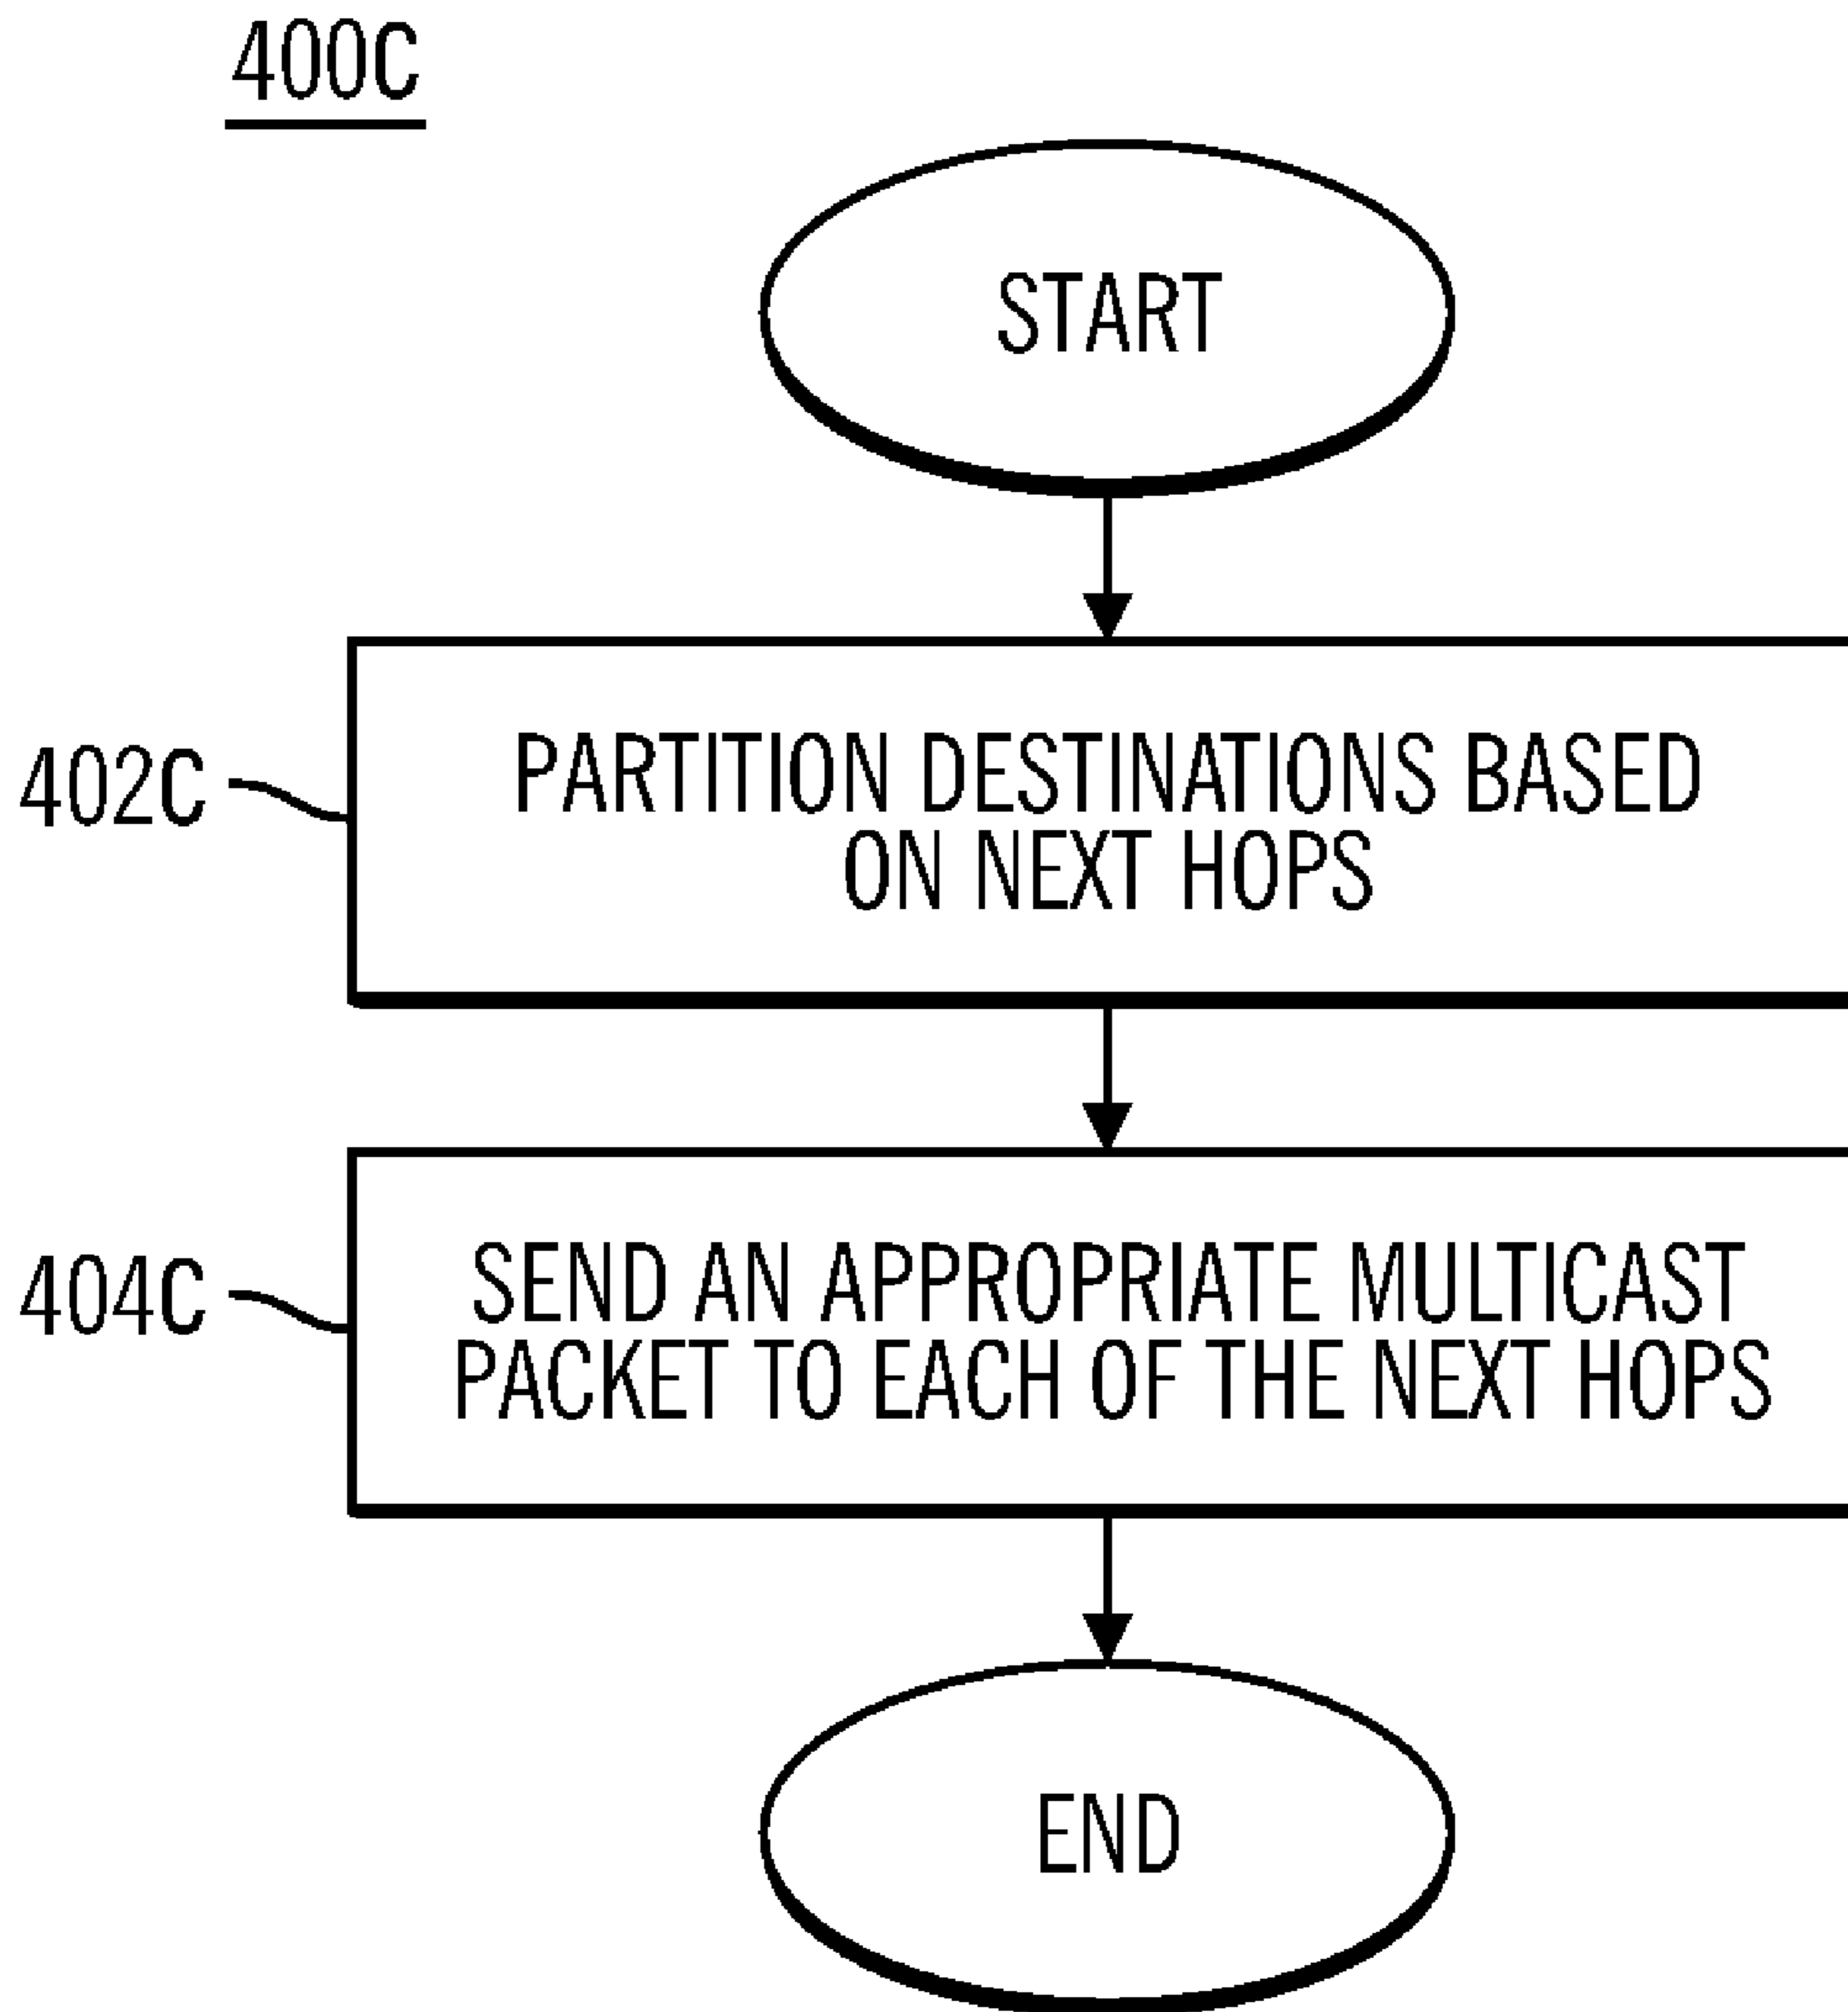 400C
START
402C
PARTITION DESTINATIONS BASED
ON NEXT HOPS
404C
SEND AN APPROPRIATE MULTICAST
PACKET TO EACH OF THE NEXT HOPS
END